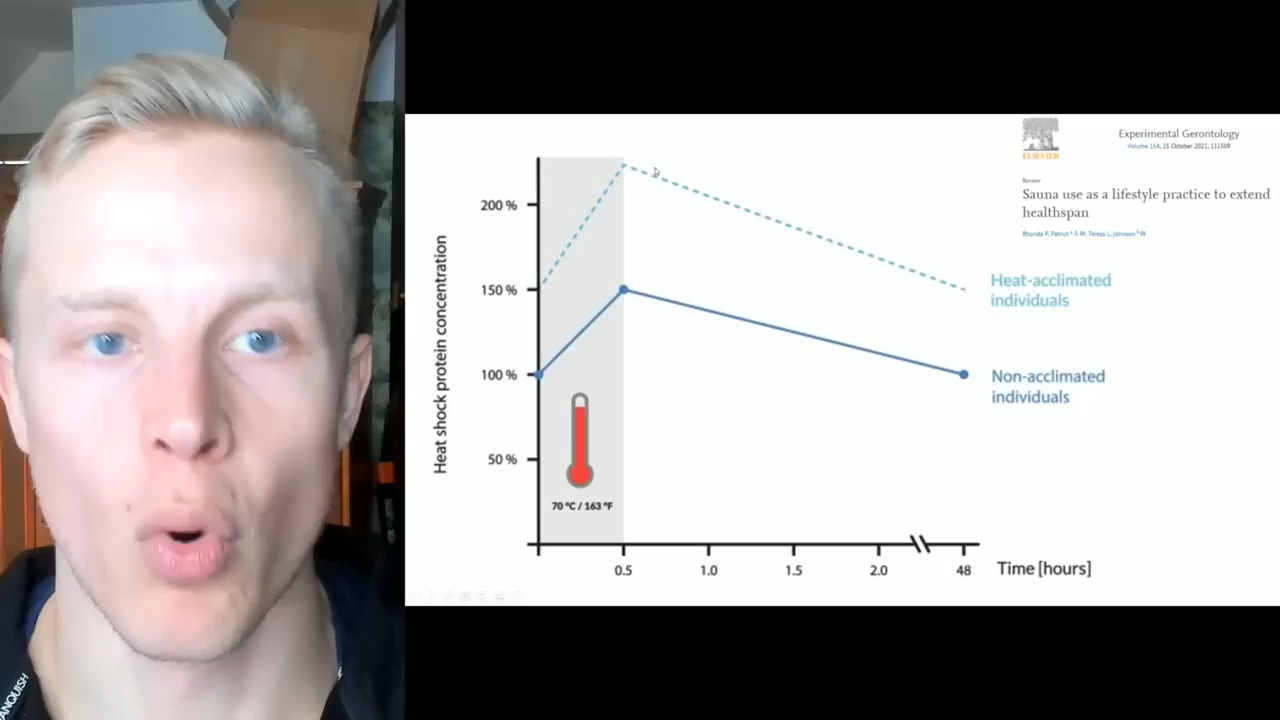 ELSEVIER
Experimental Gerontology
Volume 154, 15 October 2021, 111509
Review
Sauna use as a lifestyle practice to extend
healthspan
Rhonda P. Patrick
Teresa L. Johnson
Heat shock protein concentration
200 %
150 %
100 %
50 %
70 °C / 163 °F
Heat-acclimated
individuals
Non-acclimated
individuals
0.5
1.0
1.5
2.0
48
Time [hours]
VANQUISH